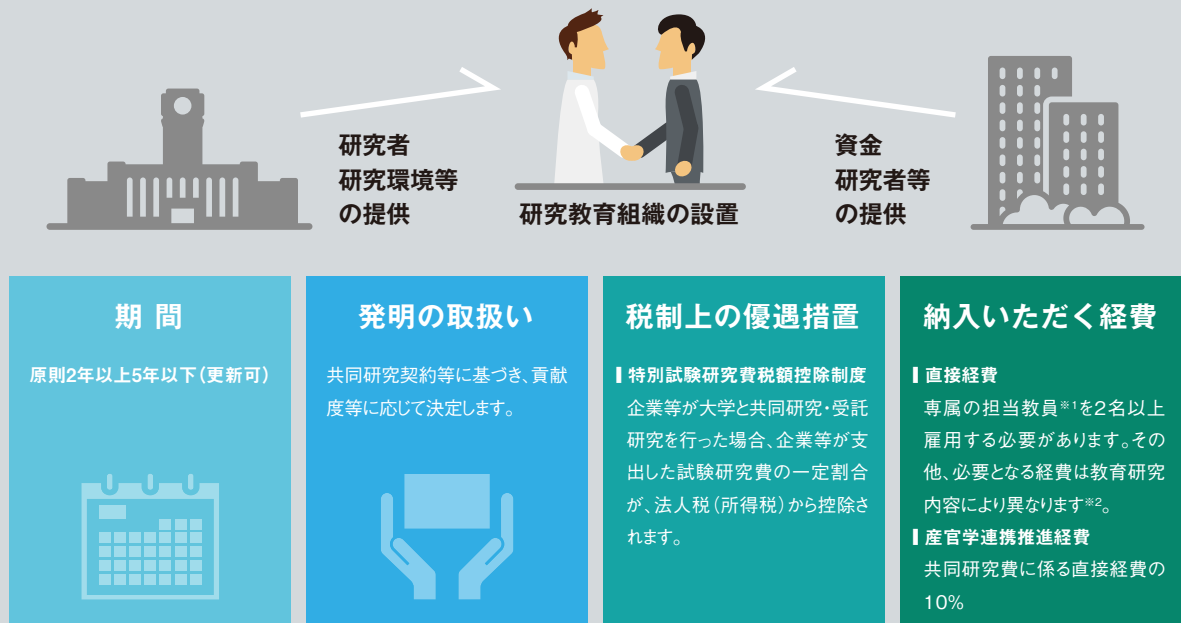 研究者
研究環境等
の提供
研究教育組織の設置
資金
研究者等
の提供
期 間
原則2年以上5年以下(更新可)
発明の取扱い
共同研究契約等に基づき、貢献
度等に応じて決定します。
税制上の優遇措置
特別試験研究費税額控除制度
企業等が大学と共同研究・受託
研究を行った場合、企業等が支
出した試験研究費の一定割合
が、法人税(所得税)から控除さ
れます。
納入いただく経費
直接経費
専属の担当教員※1を2名以上
雇用する必要があります。その
他、必要となる経費は教育研究
内容により異なります※2。
産官学連携推進経費
共同研究費に係る直接経費の
10%